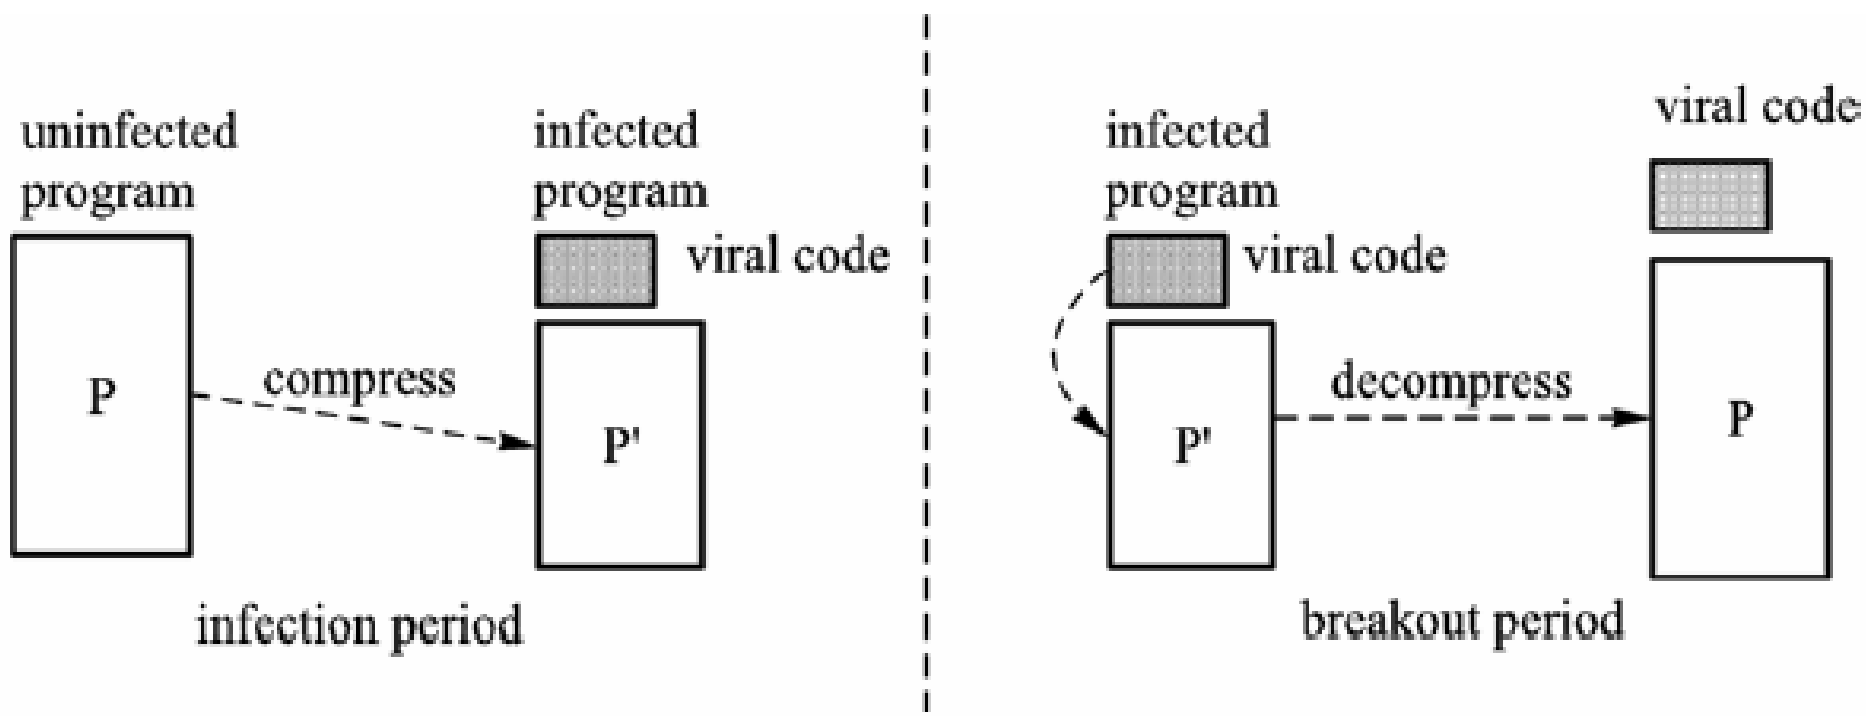 uninfected
program
infected
program
viral code
P
compress
P'
infection period
infected
program
viral code
viral code
P'
decompress
P
breakout period